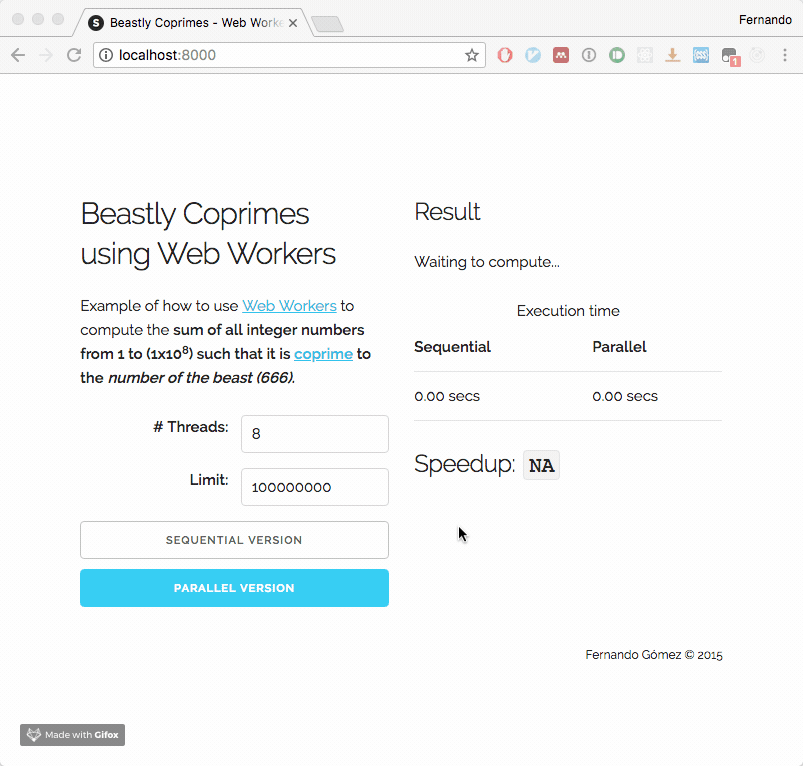 Fernando
S Beastly Coprimes - Web Worke
localhost:8000
1
Beastly Coprimes
using Web Workers
Example of how to use Web Workers to
compute the sum of all integer numbers
from 1 to (1x10⁸) such that it is
coprime to
the number of the beast (666).
# Threads: 8
Limit: 100000000
SEQUENTIAL VERSION
PARALLEL VERSION
Result
Waiting to compute...
Execution time
Sequential Parallel
0.00 secs 0.00 secs
Speedup: NA
Fernando Gómez © 2015
Made with Gifox